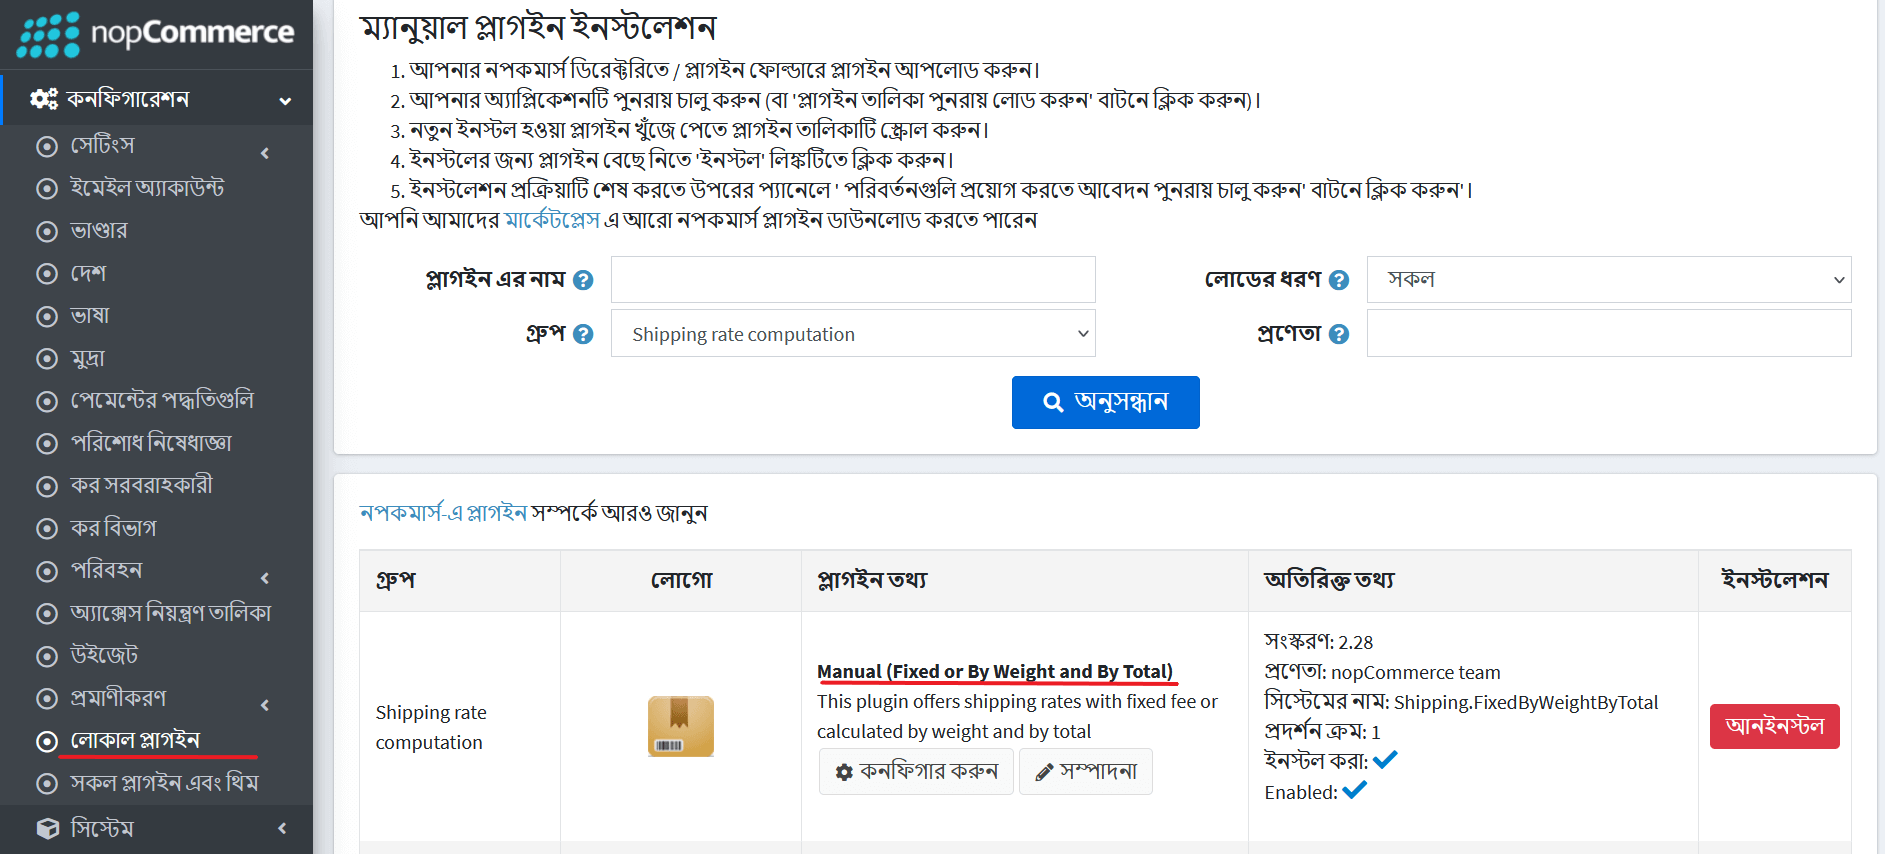 nopCommerce
কনফিগারেশন
সেটিংস
ইমেইল অ্যাকাউন্ট
ভাণ্ডার
দেশ
ভাষা
মুদ্রা
পেমেন্টের পদ্ধতিগুলি
পরিশোধ নিষেধাজ্ঞা
কর সরবরাহকারী
কর বিভাগ
পরিবহন
অ্যাক্সেস নিয়ন্ত্রণ তালিকা
উইজেট
প্রমাণীকরণ
লোকাল প্লাগইন
সকল প্লাগইন এবং থিম
সিস্টেম
ম্যানুয়াল প্লাগইন ইনস্টলেশন
1. আপনার নপকমার্স ডিরেক্টরিতে / প্লাগইন ফোল্ডারে প্লাগইন আপলোড করুন।
2. আপনার অ্যাপ্লিকেশনটি পুনরায় চালু করুন (বা 'প্লাগইন তালিকা পুনরায় লোড করুন' বাটনে ক্লিক করুন)।
3. নতুন ইনস্টল হওয়া প্লাগইন খুঁজে পেতে প্লাগইন তালিকাটি স্ক্রোল করুন।
4. ইনস্টলের জন্য প্লাগইন বেছে নিতে 'ইনস্টল' লিঙ্কটিতে ক্লিক করুন।
5. ইনস্টলেশন প্রক্রিয়াটি শেষ করতে উপরের প্যানেলে ' পরিবর্তনগুলি প্রয়োগ করতে আবেদন পুনরায় চালু করুন' বাটনে ক্লিক করুন'।
আপনি আমাদের মার্কেটপ্লেস এ আরো নপকমার্স প্লাগইন ডাউনলোড করতে পারেন
প্লাগইন এর নাম ?
লোডের ধরণ ? সকল
গ্রুপ ? Shipping rate computation
প্রণেতা ?
অনুসন্ধান
নপকমার্স-এ প্লাগইন সম্পর্কে আরও জানুন
গ্রুপ লোগো প্লাগইন তথ্য অতিরিক্ত তথ্য ইনস্টলেশন
Shipping rate
computation
Manual (Fixed or By Weight and By Total)
This plugin offers shipping rates with fixed fee or
calculated by weight and by total
কনফিগার করুন সম্পাদনা
সংস্করণ: 2.28
প্রণেতা: nopCommerce team
সিস্টেমের নাম: Shipping.FixedByWeightByTotal
প্রদর্শন ক্রম: 1
ইনস্টল করা:
Enabled:
আনইনস্টল